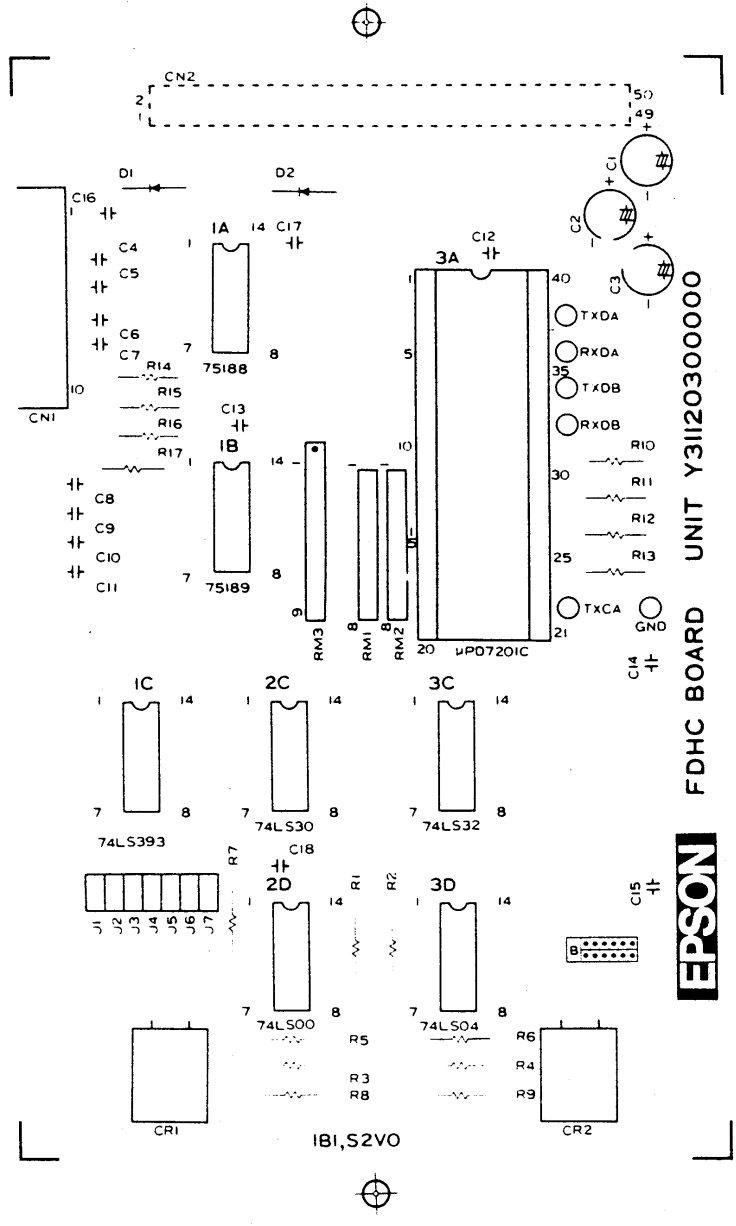 CN2
2
50
1
49
D1
D2
C1
C16
1
1A
1
14
C17
C2
C12
C4
C5
3A
1
40
C3
TXDA
C6
C7
7
8
5
RXDA
75188
35
R14
TXDB
10
R15
CN1
C13
R16
RXDB
1B
10
R17
R10
1
14
1
1
1
30
R11
C8
C9
R12
15
C10
25
R13
C11
7
8
75189
9
8
8
TXCA
GND
RM3
RM1
RM2
20
µPD7201C
21
C14
1C
2C
3C
1
14
1
14
1
14
7
8
7
8
7
8
74LS393
74LS30
74LS32
R7
C18
2D
R1
R2
3D
C15
1
14
1
14
J1
J2
J3
J4
J5
J6
J7
B
7
8
7
8
74LS00
74LS04
R5
R6
R3
R4
R8
R9
CR1
CR2
1B1,S2VO
FDHC BOARD UNIT Y31120300000
EPSON